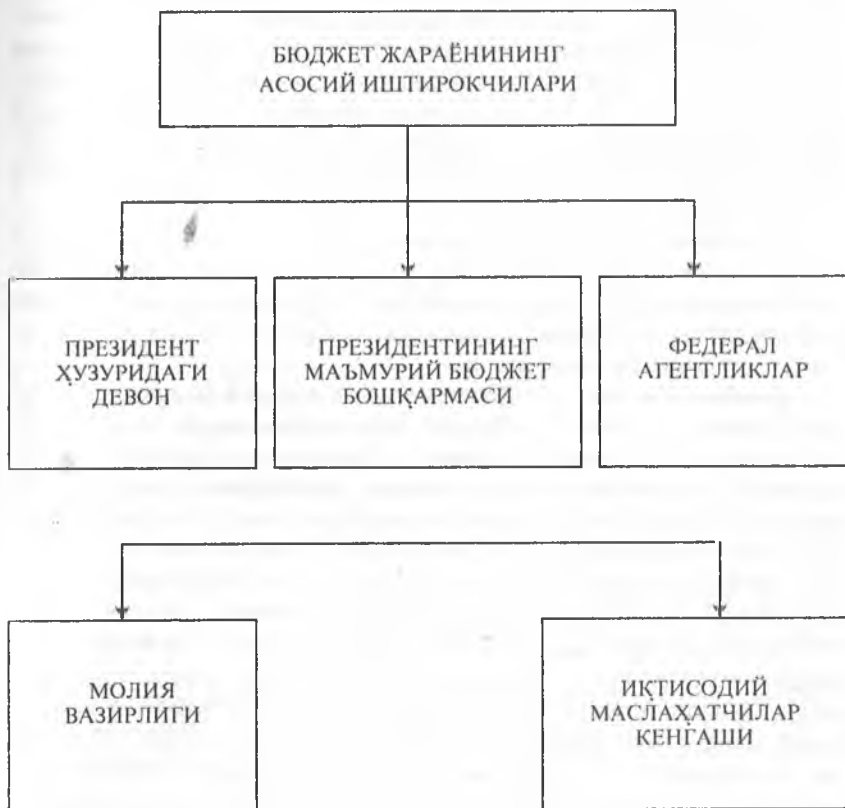 БЮДЖЕТ ЖАРАЁНИНИНГ
АСОСИЙ ИШТИРОКЧИЛАРИ
ПРЕЗИДЕНТ
ҲУЗУРИДАГИ
ДЕВОН
ПРЕЗИДЕНТИНИНГ
МАЪМУРИЙ БЮДЖЕТ
БОШҚАРМАСИ
ФЕДЕРАЛ
АГЕНТЛИКЛАР
МОЛИЯ
ВАЗИРЛИГИ
ИҚТИСОДИЙ
МАСЛАҲАТЧИЛАР
КЕНГАШИ